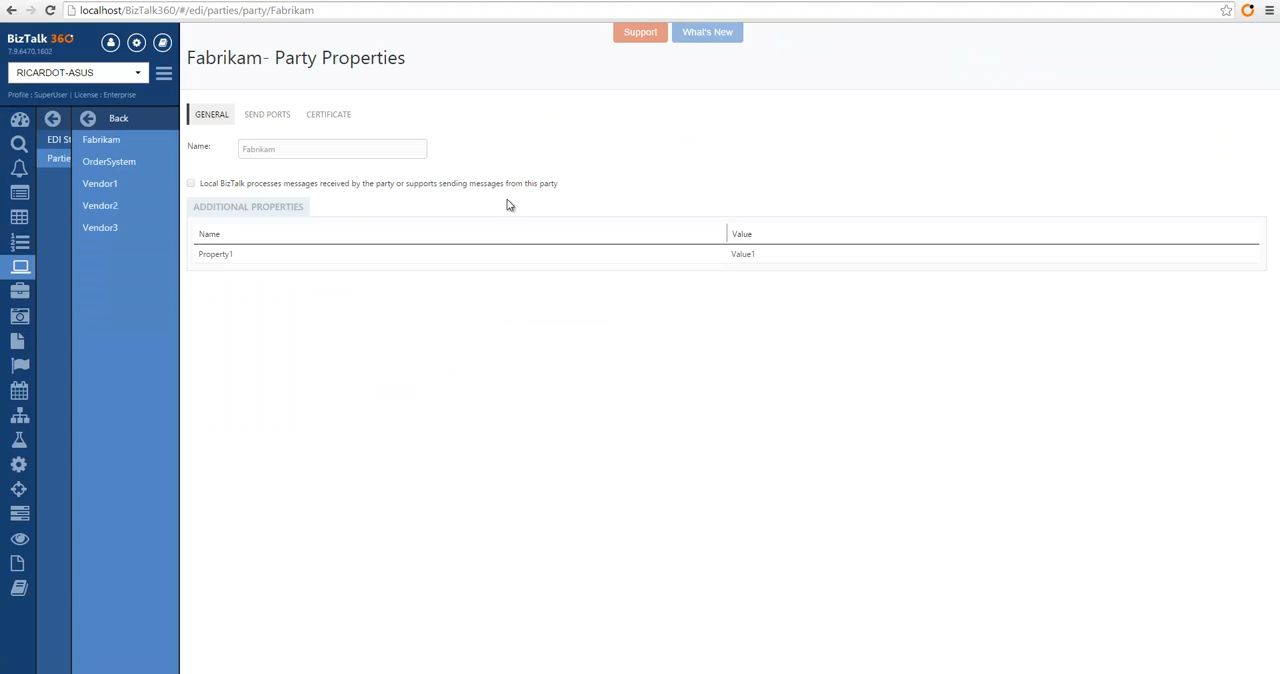 localhost/BizTalk360/#/edi/parties/party/Fabrikam
BizTalk 360
7.9.6470.1602
RICARDOT-ASUS
Profile : SuperUser | License : Enterprise
Support
What's New
Fabrikam- Party Properties
Back
EDI St
Parties
Fabrikam
OrderSystem
Vendor1
Vendor2
Vendor3
GENERAL
SEND PORTS
CERTIFICATE
Name:
Fabrikam
Local BizTalk processes messages received by the party or supports sending messages from this party
ADDITIONAL PROPERTIES
Name
Value
Property1
Value1